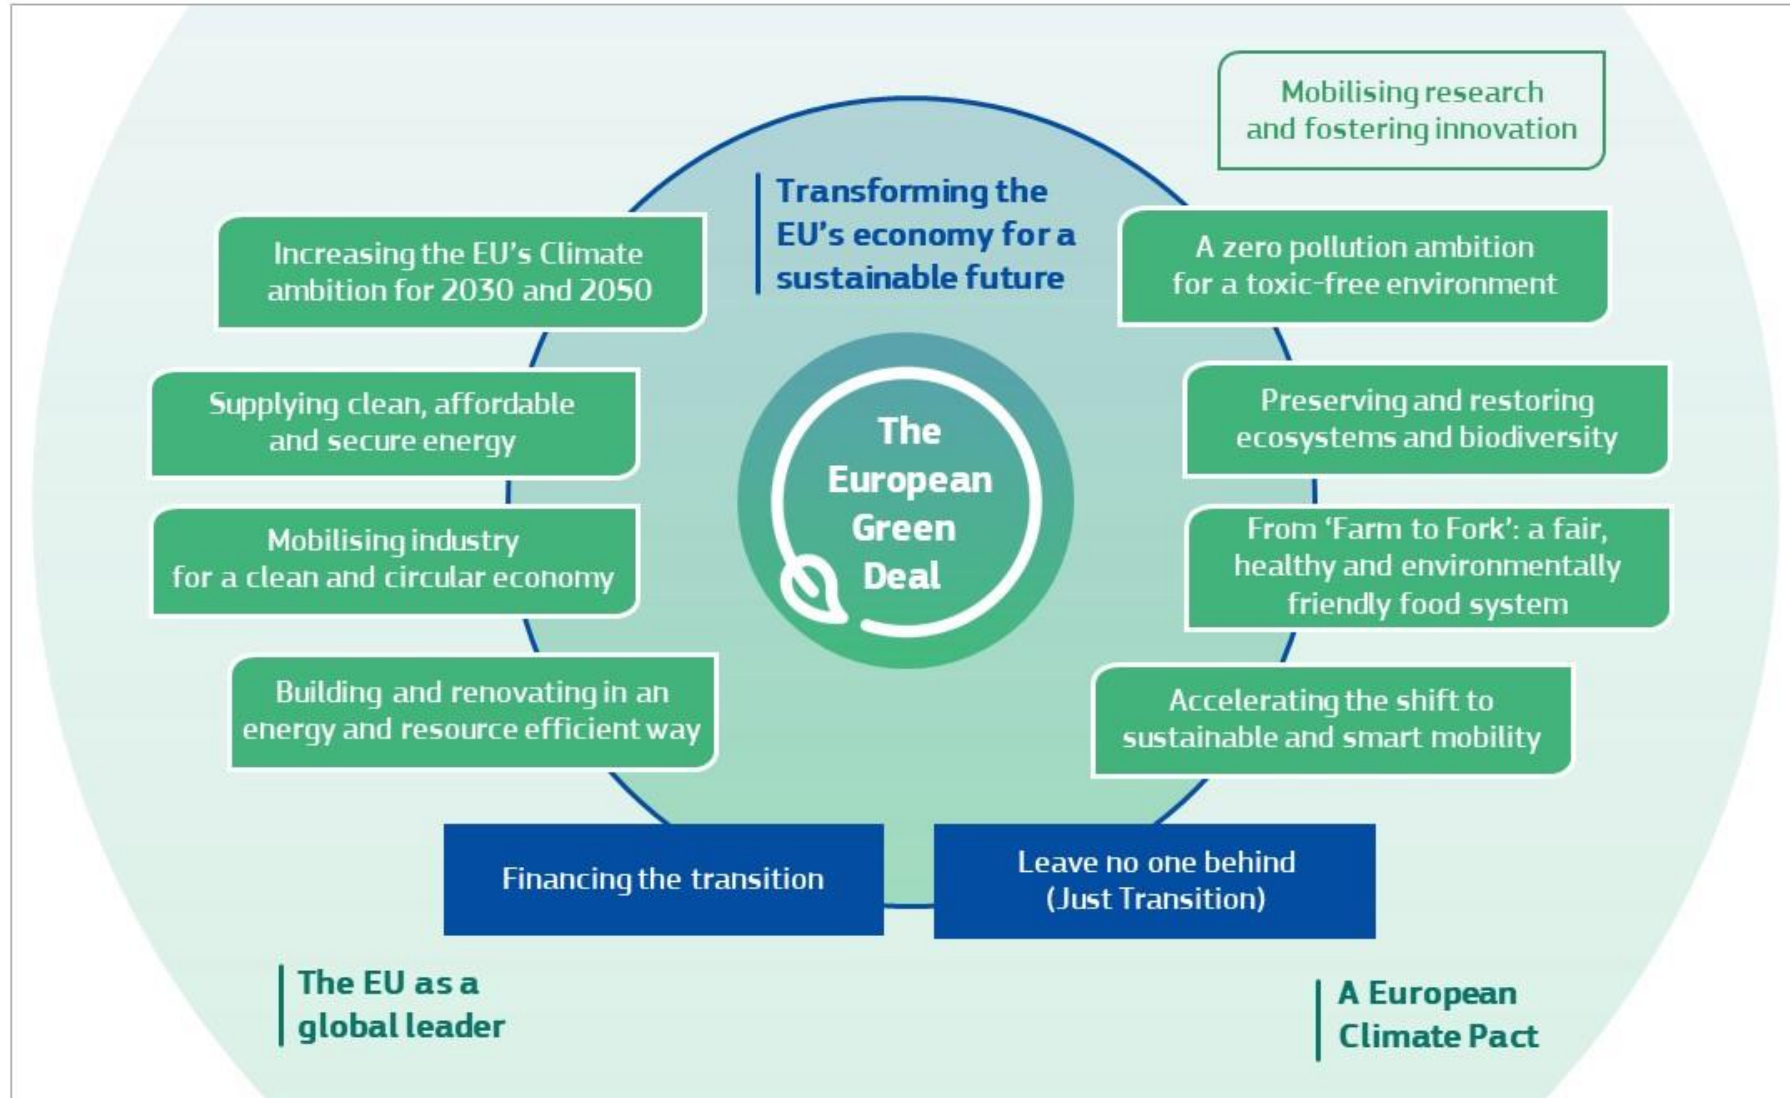 Mobilising research
and fostering innovation
Transforming the
EU's economy for a
sustainable future
Increasing the EU's Climate
ambition for 2030 and 2050
A zero pollution ambition
for a toxic-free environment
Supplying clean, affordable
and secure energy
Preserving and restoring
ecosystems and biodiversity
The
European
Green
Deal
Mobilising industry
for a clean and circular economy
From ‘Farm to Fork’: a fair,
healthy and environmentally
friendly food system
Building and renovating in an
energy and resource efficient way
Accelerating the shift to
sustainable and smart mobility
Financing the transition
Leave no one behind
(Just Transition)
The EU as a
global leader
A European
Climate Pact